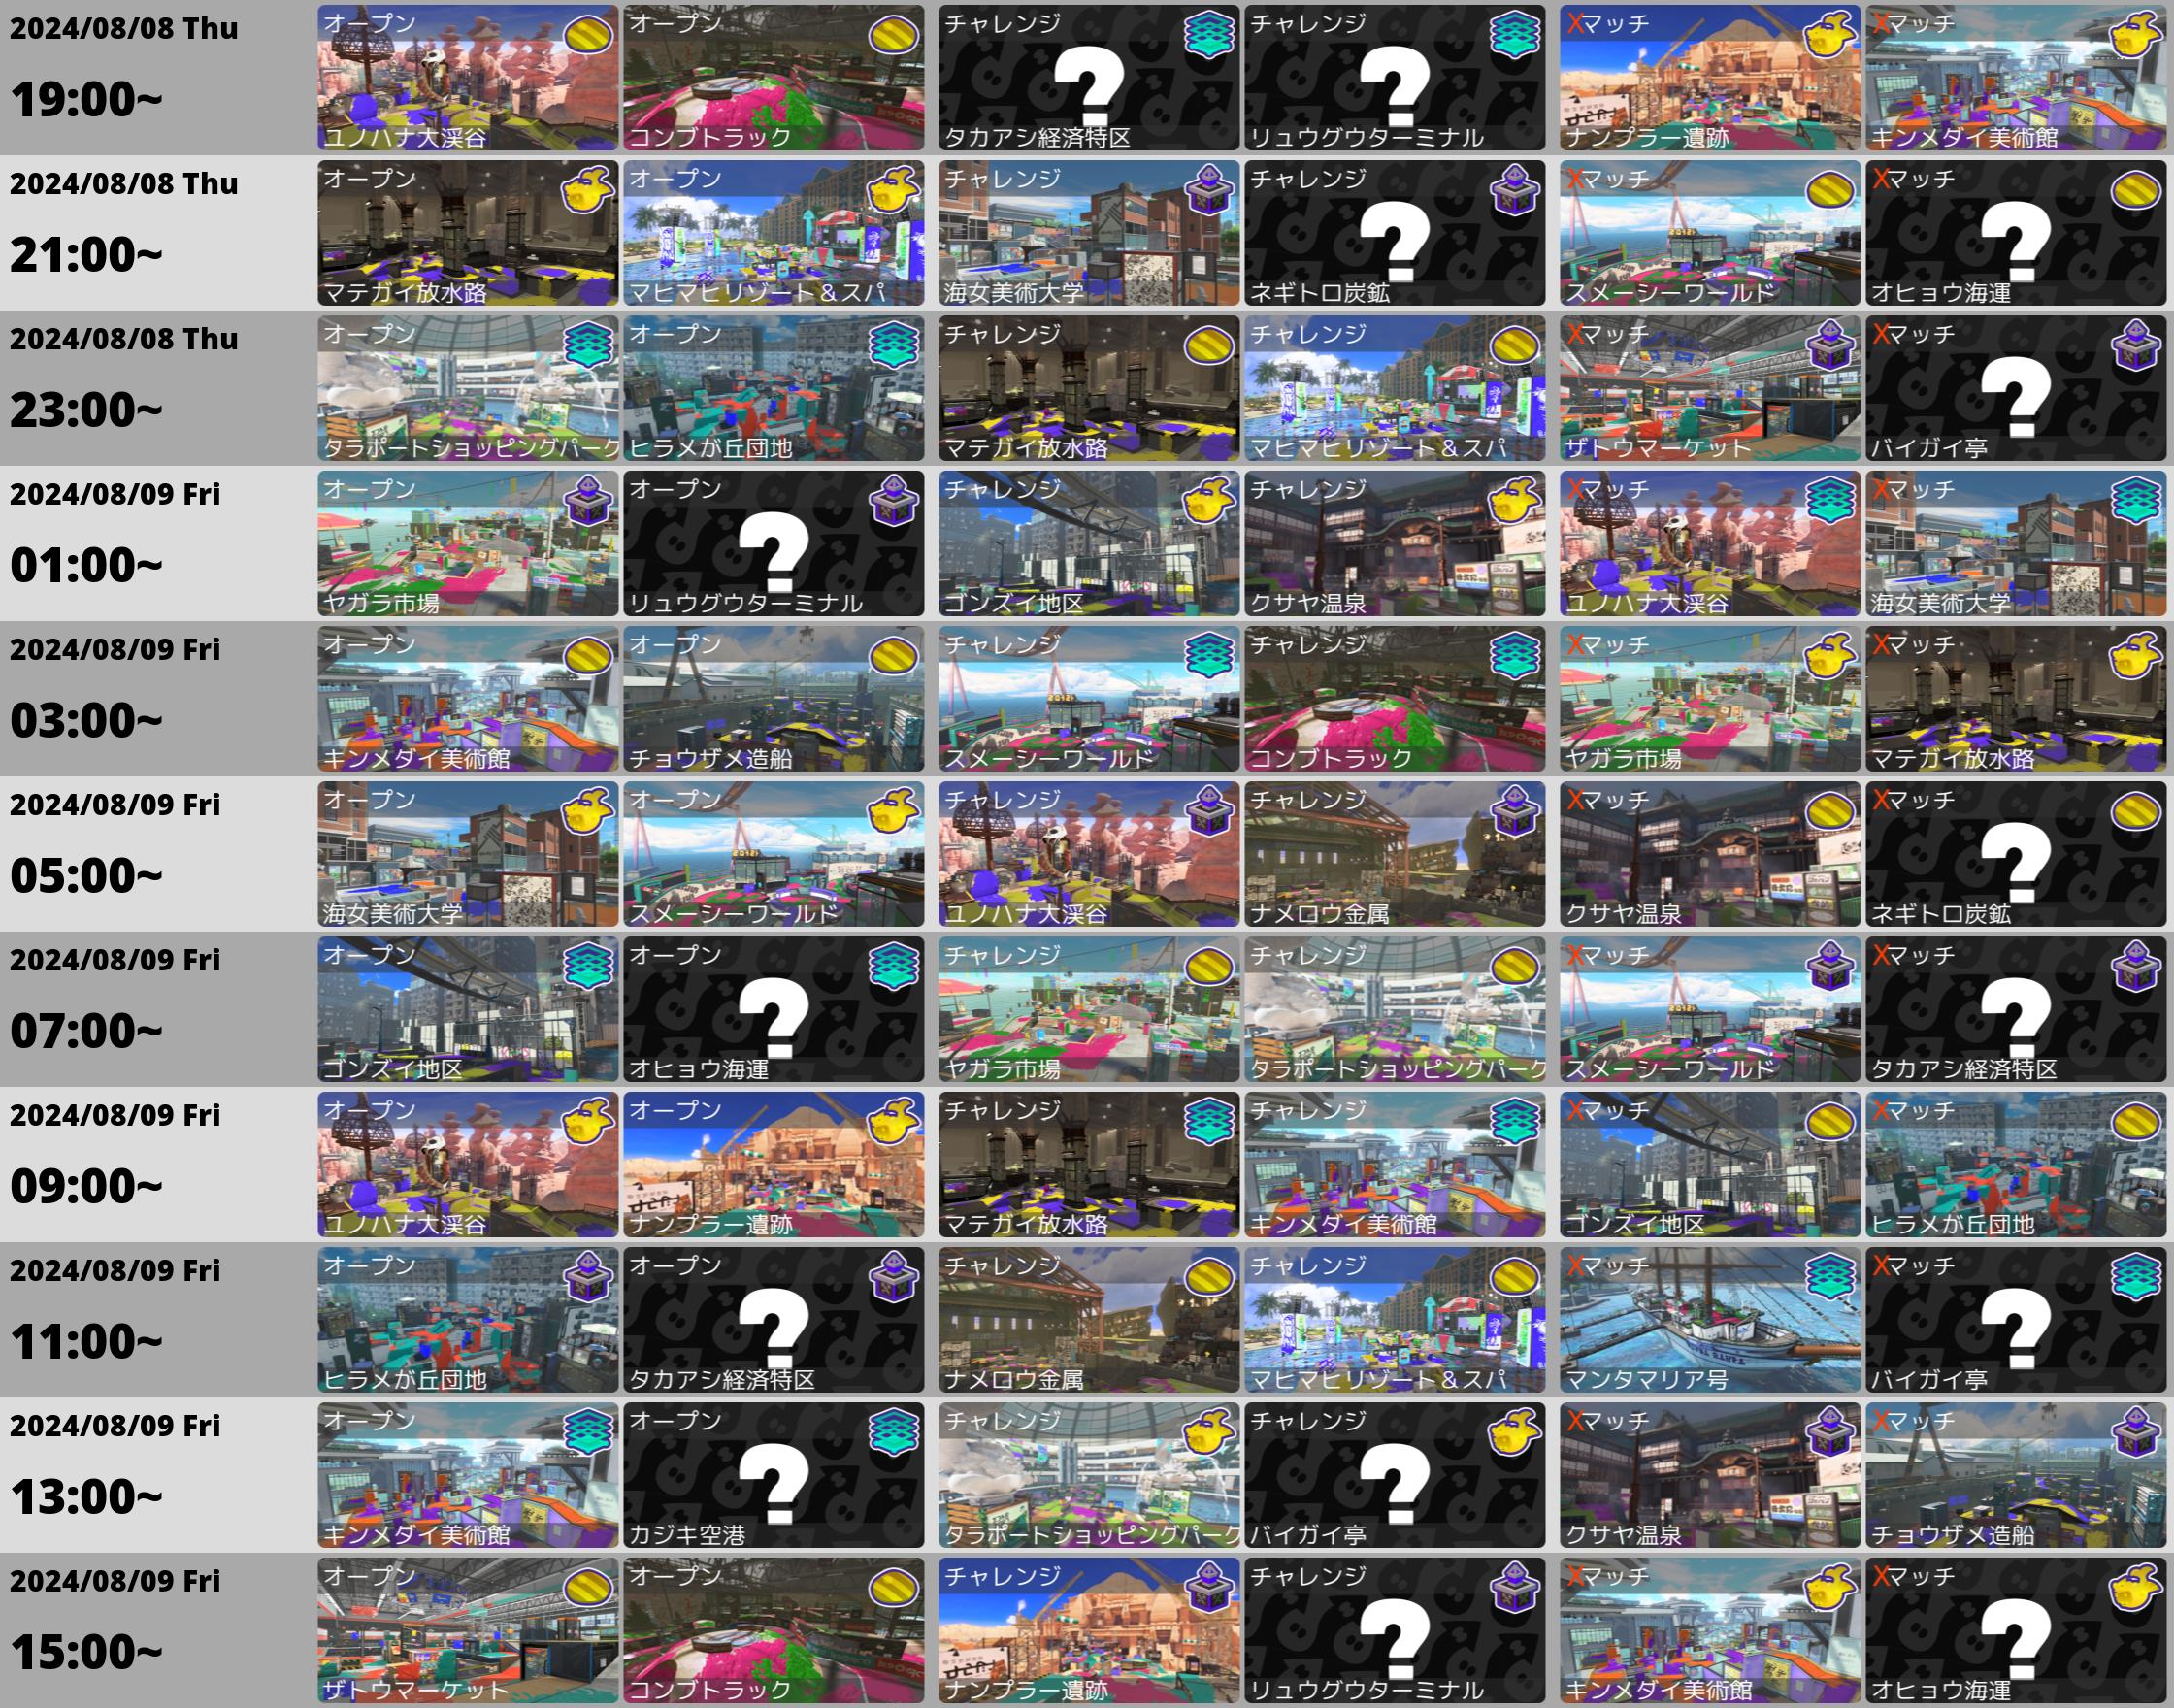 2024/08/08 Thu
19:00~
オープン
ユノハナ大渓谷
オープン
コンブトラック
チャレンジ
?
タカアシ経済特区
チャレンジ
?
リュウグウターミナル
Xマッチ
ナンプラー遺跡
Xマッチ
キンメダイ美術館
2024/08/08 Thu
21:00~
オープン
マテガイ放水路
オープン
マヒマヒリゾート&スパ
チャレンジ
海女美術大学
チャレンジ
?
ネギトロ炭鉱
Xマッチ
スメーシーワールド
Xマッチ
?
オヒョウ海運
2024/08/08 Thu
23:00~
オープン
タラポートショッピングパーク
オープン
ヒラメが丘団地
チャレンジ
マテガイ放水路
チャレンジ
マヒマヒリゾート&スパ
Xマッチ
ザトウマーケット
Xマッチ
?
バイガイ亭
2024/08/09 Fri
01:00~
オープン
ヤガラ市場
オープン
?
リュウグウターミナル
チャレンジ
ゴンズイ地区
チャレンジ
クサヤ温泉
Xマッチ
ユノハナ大渓谷
Xマッチ
海女美術大学
2024/08/09 Fri
03:00~
オープン
キンメダイ美術館
オープン
チョウザメ造船
チャレンジ
スメーシーワールド
チャレンジ
コンブトラック
Xマッチ
ヤガラ市場
Xマッチ
マテガイ放水路
2024/08/09 Fri
05:00~
オープン
海女美術大学
オープン
スメーシーワールド
チャレンジ
ユノハナ大渓谷
チャレンジ
ナメロウ金属
Xマッチ
クサヤ温泉
Xマッチ
?
ネギトロ炭鉱
2024/08/09 Fri
07:00~
オープン
ゴンズイ地区
オープン
?
オヒョウ海運
チャレンジ
ヤガラ市場
チャレンジ
タラポートショッピングパーク
Xマッチ
スメーシーワールド
Xマッチ
?
タカアシ経済特区
2024/08/09 Fri
09:00~
オープン
ユノハナ大渓谷
オープン
ナンプラー遺跡
チャレンジ
マテガイ放水路
チャレンジ
キンメダイ美術館
Xマッチ
ゴンズイ地区
Xマッチ
ヒラメが丘団地
2024/08/09 Fri
11:00~
オープン
ヒラメが丘団地
オープン
?
タカアシ経済特区
チャレンジ
ナメロウ金属
チャレンジ
マヒマヒリゾート&スパ
Xマッチ
マンタマリア号
Xマッチ
?
バイガイ亭
2024/08/09 Fri
13:00~
オープン
キンメダイ美術館
オープン
?
カジキ空港
チャレンジ
タラポートショッピングパーク
チャレンジ
?
バイガイ亭
Xマッチ
クサヤ温泉
Xマッチ
チョウザメ造船
2024/08/09 Fri
15:00~
オープン
ザトウマーケット
オープン
コンブトラック
チャレンジ
ナンプラー遺跡
チャレンジ
?
リュウグウターミナル
Xマッチ
キンメダイ美術館
Xマッチ
?
オヒョウ海運